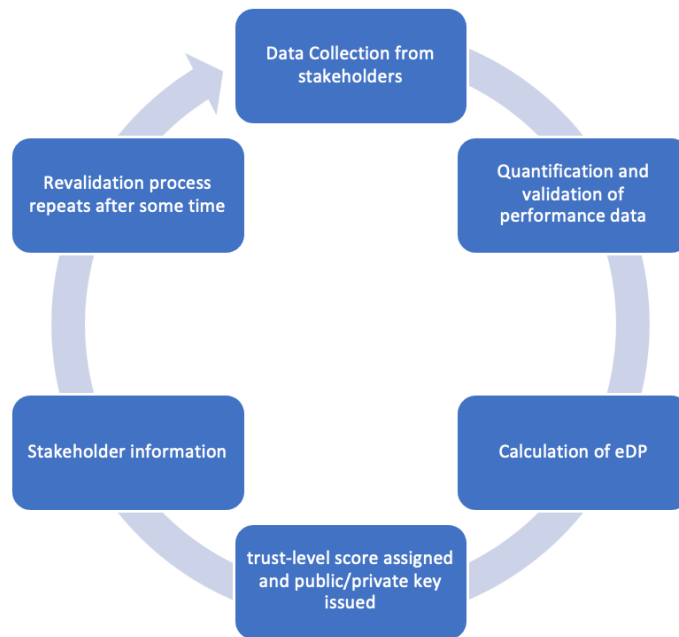 Data Collection from
stakeholders
Quantification and
validation of
performance data
Calculation of eDP
trust-level score assigned
and public/private key
issued
Stakeholder information
Revalidation process
repeats after some time